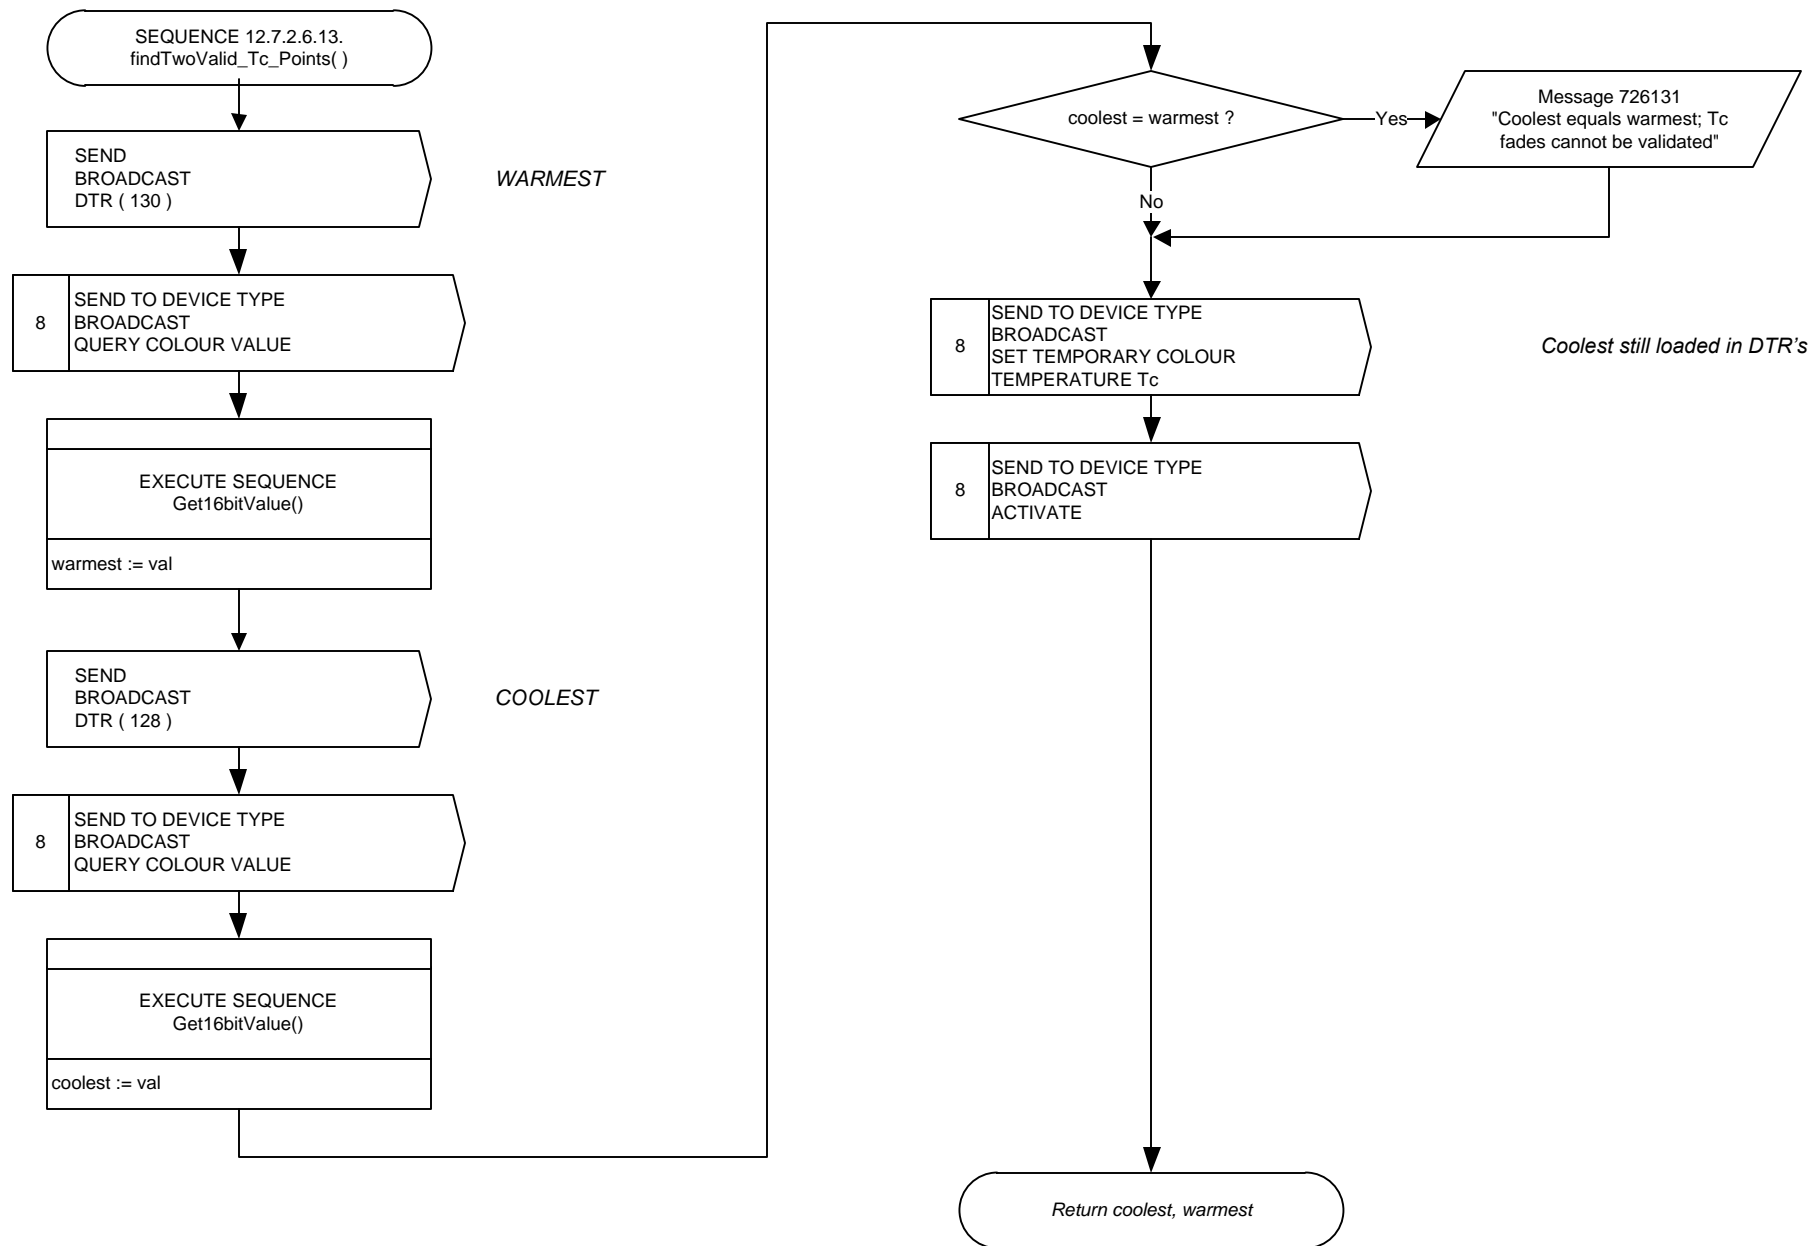 SEQUENCE 12.7.2.6.13.
findTwoValid_Tc_Points( )
SEND
BROADCAST
DTR ( 130 )
WARMEST
8
SEND TO DEVICE TYPE
BROADCAST
QUERY COLOUR VALUE
EXECUTE SEQUENCE
Get16bitValue()
warmest := val
SEND
BROADCAST
DTR ( 128 )
COOLEST
8
SEND TO DEVICE TYPE
BROADCAST
QUERY COLOUR VALUE
EXECUTE SEQUENCE
Get16bitValue()
coolest := val
coolest = warmest ?
Yes
Message 726131
"Coolest equals warmest; Tc
fades cannot be validated"
No
8
SEND TO DEVICE TYPE
BROADCAST
SET TEMPORARY COLOUR
TEMPERATURE Tc
Coolest still loaded in DTR’s
8
SEND TO DEVICE TYPE
BROADCAST
ACTIVATE
Return coolest, warmest